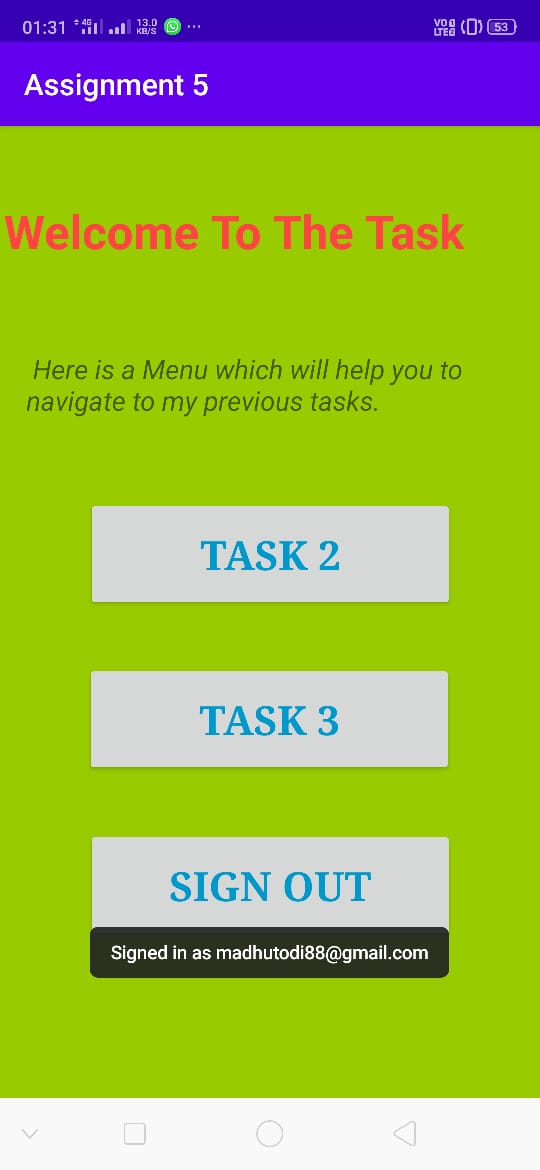 01:31 4G 13.0 KB/S ... VO LTE 53
Assignment 5
Welcome To The Task
Here is a Menu which will help you to
navigate to my previous tasks.
TASK 2
TASK 3
SIGN OUT
Signed in as madhutodi88@gmail.com